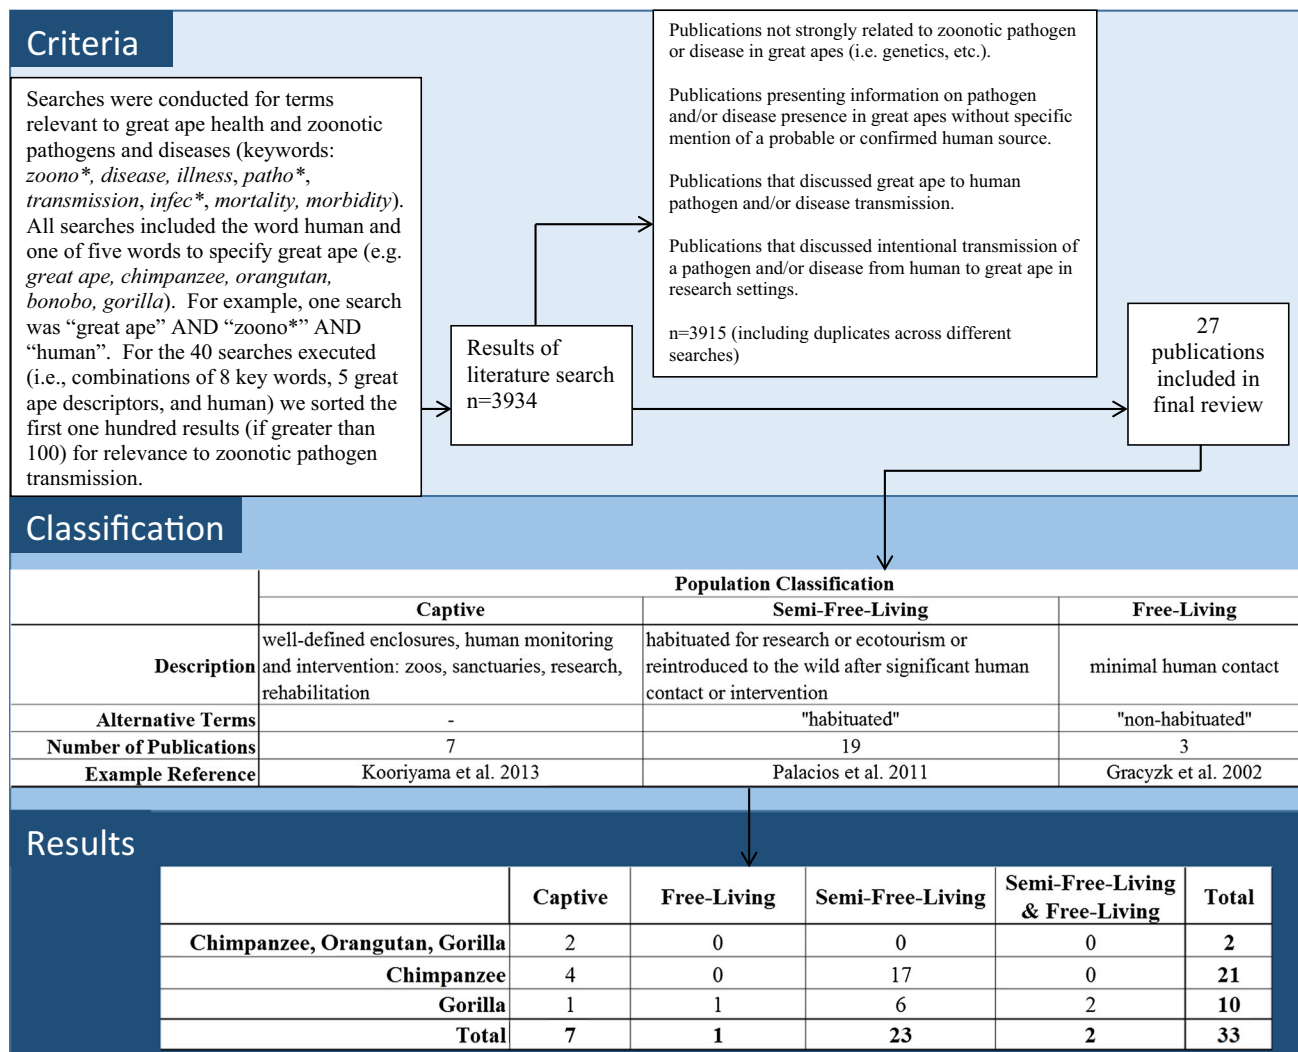 Criteria
Searches were conducted for terms
relevant to great ape health and zoonotic
pathogens and diseases (keywords:
zoono*, disease, illness, patho*,
transmission, infec*, mortality, morbidity).
All searches included the word human and
one of five words to specify great ape (e.g.
great ape, chimpanzee, orangutan,
bonobo, gorilla). For example, one search
was “great ape” AND “zoono*” AND
“human”. For the 40 searches executed
(i.e., combinations of 8 key words, 5 great
ape descriptors, and human) we sorted the
first one hundred results (if greater than
100) for relevance to zoonotic pathogen
transmission.
Results of
literature search
n=3934
Publications not strongly related to zoonotic pathogen
or disease in great apes (i.e. genetics, etc.).
Publications presenting information on pathogen
and/or disease presence in great apes without specific
mention of a probable or confirmed human source.
Publications that discussed great ape to human
pathogen and/or disease transmission.
Publications that discussed intentional transmission of
a pathogen and/or disease from human to great ape in
research settings.
n=3915 (including duplicates across different
searches)
27
publications
included in
final review
Classification
Population Classification
Captive Semi-Free-Living Free-Living
Description
well-defined enclosures, human monitoring
and intervention: zoos, sanctuaries, research,
rehabilitation
habituated for research or ecotourism or
reintroduced to the wild after significant human
contact or intervention
minimal human contact
Alternative Terms - "habituated" "non-habituated"
Number of Publications 7 19 3
Example Reference Kooriyama et al. 2013 Palacios et al. 2011 Gracyzk et al. 2002
Results
Captive Free-Living Semi-Free-Living Semi-Free-Living
& Free-Living Total
Chimpanzee, Orangutan, Gorilla 2 0 0 0 2
Chimpanzee 4 0 17 0 21
Gorilla 1 1 6 2 10
Total 7 1 23 2 33